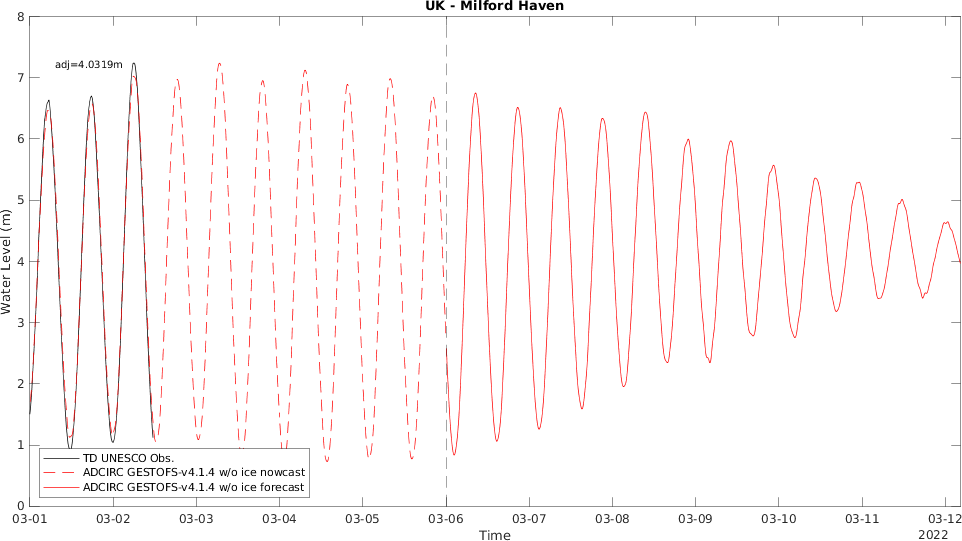 UK - Milford Haven
8
7
6
5
4
3
2
1
0
Water Level (m)
adj=4.0319m
TD UNESCO Obs.
ADCIRC GESTOFS-v4.1.4 w/o ice nowcast
ADCIRC GESTOFS-v4.1.4 w/o ice forecast
03-01 03-02 03-03 03-04 03-05 03-06 03-07 03-08 03-09 03-10 03-11 03-12
Time
2022